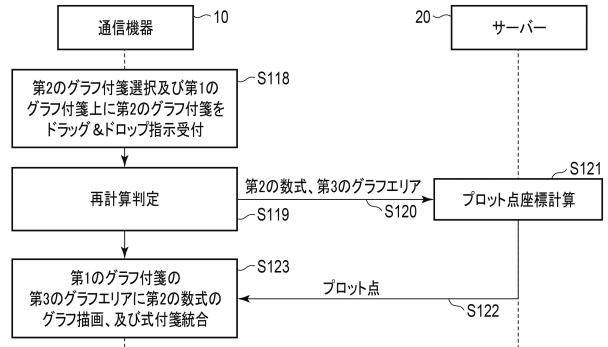 通信機器
10
20
サーバー
第2のグラフ付箋選択及び第1の
グラフ付箋上に第2のグラフ付箋を
ドラッグ&ドロップ指示受付
S118
再計算判定
S119
第2の数式、第3のグラフエリア
S120
プロット点座標計算
S121
第1のグラフ付箋の
第3のグラフエリアに第2の数式の
グラフ描画、及び式付箋統合
S123
プロット点
S122